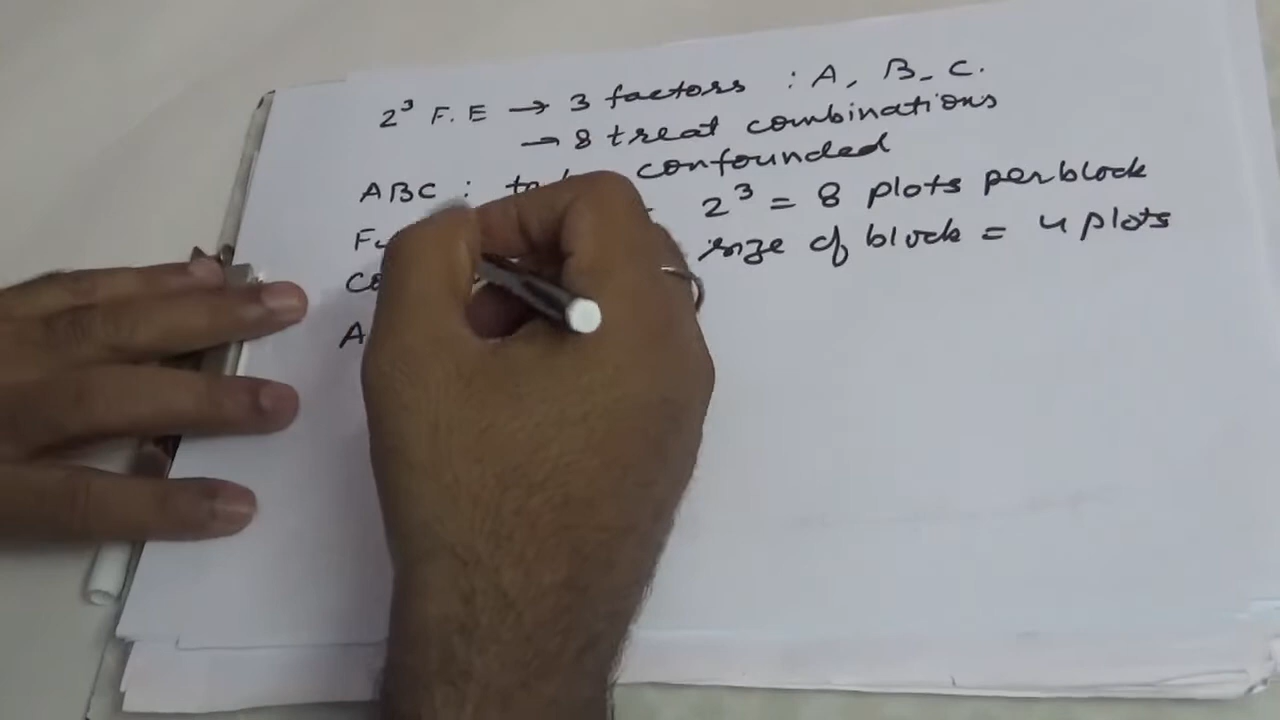 2³ F.E → 3 factors : A, B, C.
→ 8 treat combinations
ABC : confounded
2³ = 8 plots per block
size of block = 4 plots
A